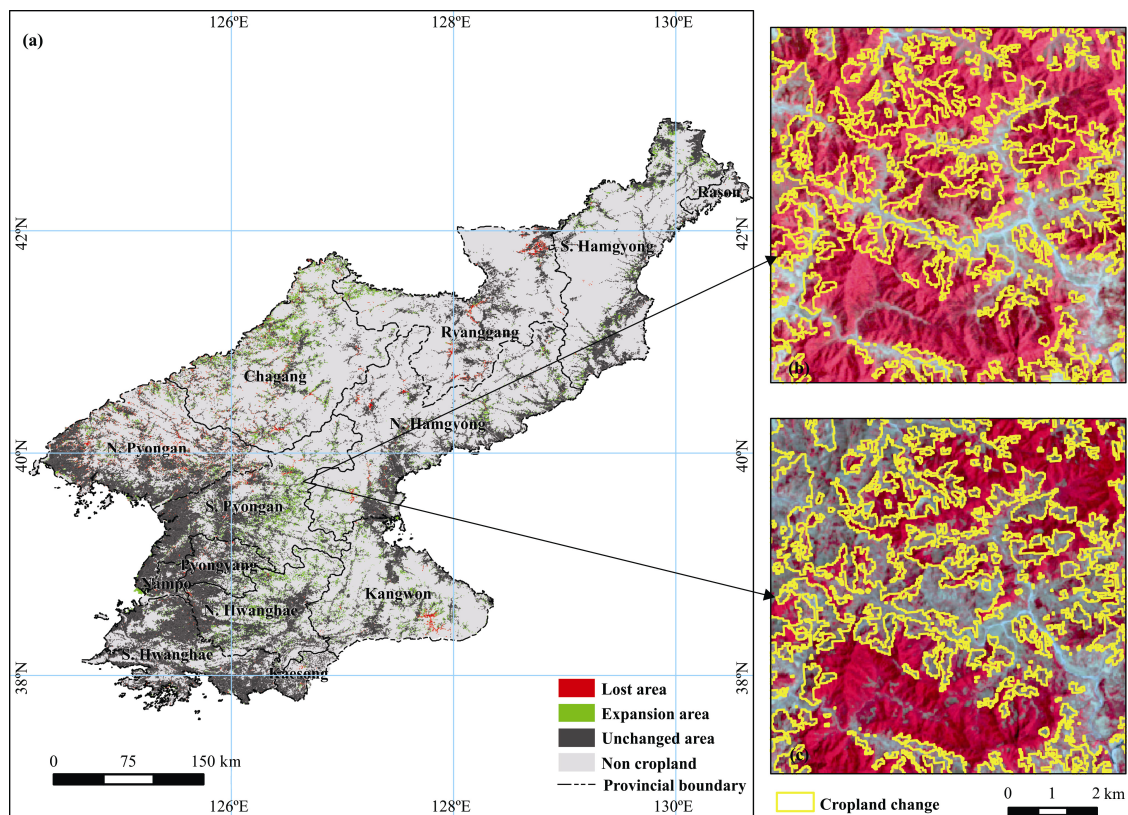 126°E
128°E
130°E
(a)
Rason
42°N
42°N
S. Hamgyong
Ryanggang
Chagang
N. Hamgyong
N. Pyongan
40°N
40°N
S. Pyongan
Pyongyang
Nampo
Kangwon
N. Hwanghae
S. Hwanghae
Kaesong
38°N
38°N
Lost area
Expansion area
Unchanged area
Non cropland
Provincial boundary
0 75 150 km
126°E
128°E
130°E
(b)
(c)
Cropland change
0 1 2 km